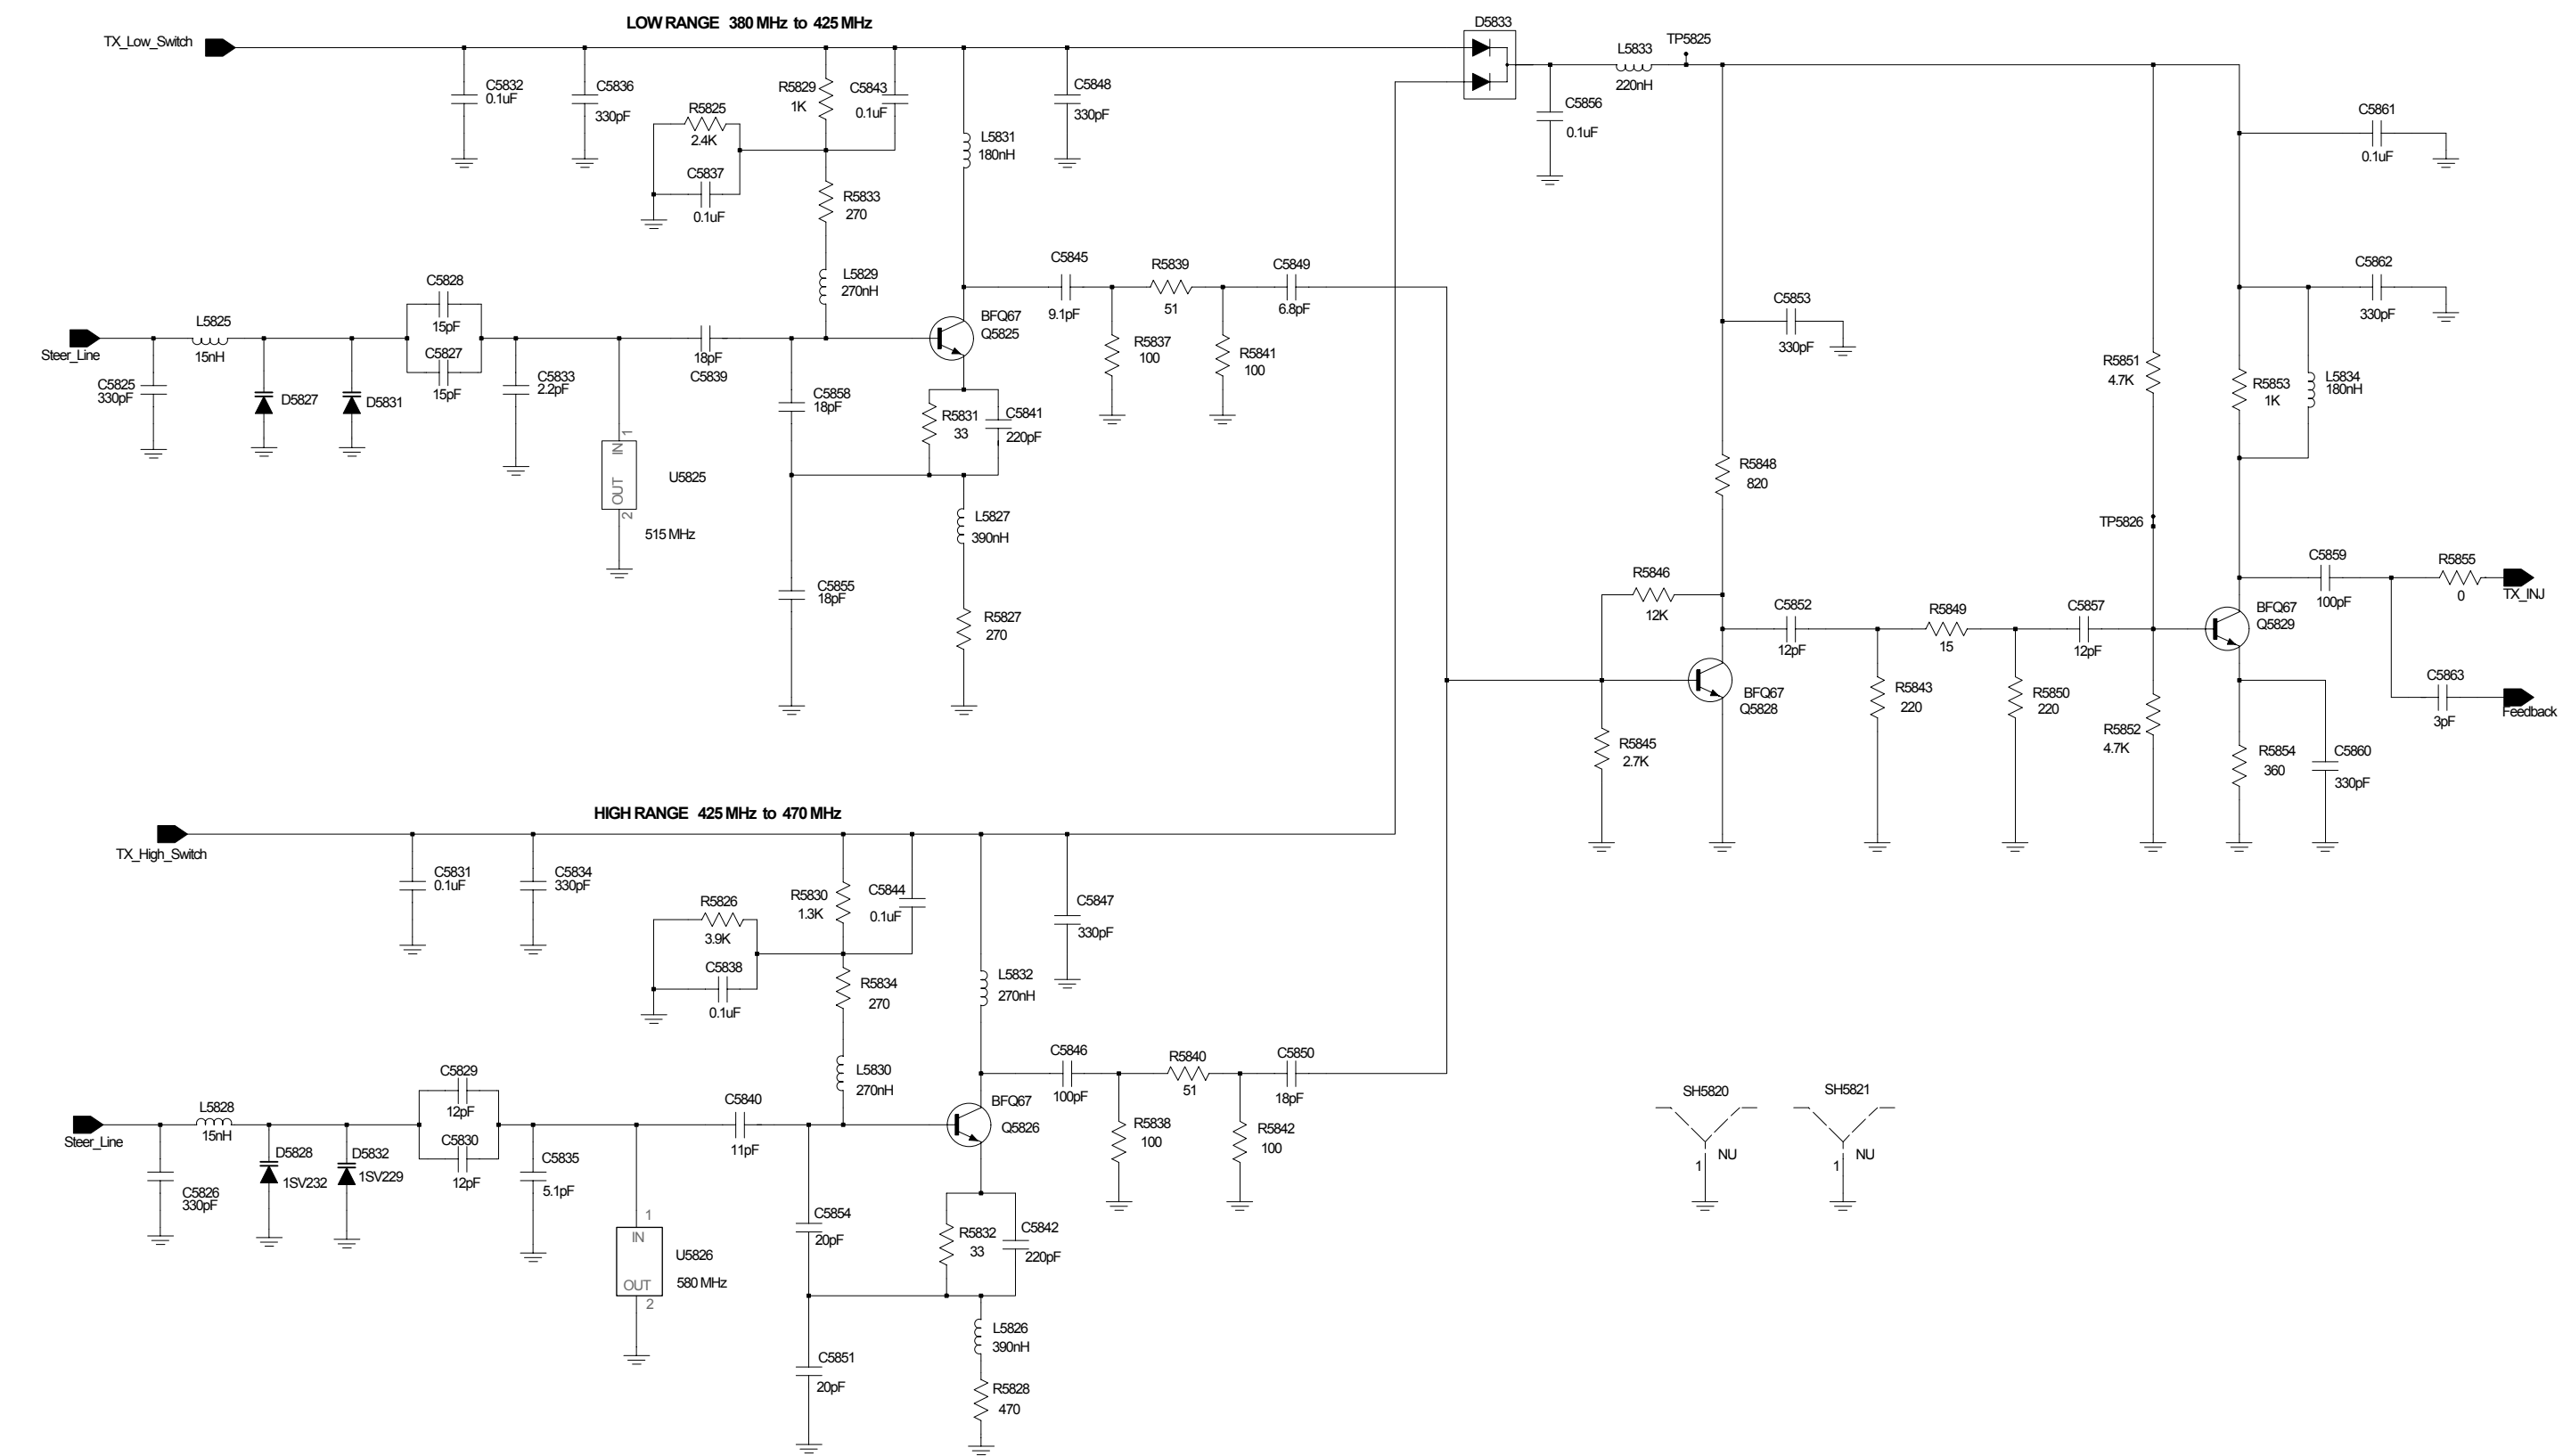 LOW RANGE 380 MHz to 425 MHz
TX_Low_Switch
C5832
0.1uF
C5836
330pF
R5825
2.4K
C5837
0.1uF
R5829
1K
C5843
0.1uF
R5833
270
L5831
180nH
C5848
330pF
D5833
C5856
0.1uF
L5833
220nH
TP5825
C5861
0.1uF
Steer_Line
C5825
330pF
L5825
15nH
D5827
D5831
C5828
15pF
C5827
15pF
C5833
2.2pF
IN
1
OUT
2
U5825
515 MHz
18pF
C5839
L5829
270nH
C5858
18pF
C5855
18pF
BFQ67
Q5825
R5831
33
C5841
220pF
L5827
390nH
R5827
270
C5845
9.1pF
R5837
100
R5839
51
R5841
100
C5849
6.8pF
C5853
330pF
R5848
820
R5846
12K
R5845
2.7K
BFQ67
Q5828
C5852
12pF
R5843
220
R5849
15
R5850
220
C5857
12pF
R5851
4.7K
TP5826
R5852
4.7K
C5862
330pF
R5853
1K
L5834
180nH
BFQ67
Q5829
C5859
100pF
R5855
0
TX_INJ
C5863
3pF
Feedback
R5854
360
C5860
330pF
HIGH RANGE 425 MHz to 470 MHz
TX_High_Switch
C5831
0.1uF
C5834
330pF
R5826
3.9K
C5838
0.1uF
R5830
1.3K
C5844
0.1uF
R5834
270
L5832
270nH
C5847
330pF
Steer_Line
C5826
330pF
L5828
15nH
D5828
1SV232
D5832
1SV229
C5829
12pF
C5830
12pF
C5835
5.1pF
1
IN
OUT
2
U5826
580 MHz
C5840
11pF
L5830
270nH
C5854
20pF
C5851
20pF
BFQ67
Q5826
R5832
33
C5842
220pF
L5826
390nH
R5828
470
C5846
100pF
R5838
100
R5840
51
R5842
100
C5850
18pF
SH5820
NU
1
SH5821
NU
1